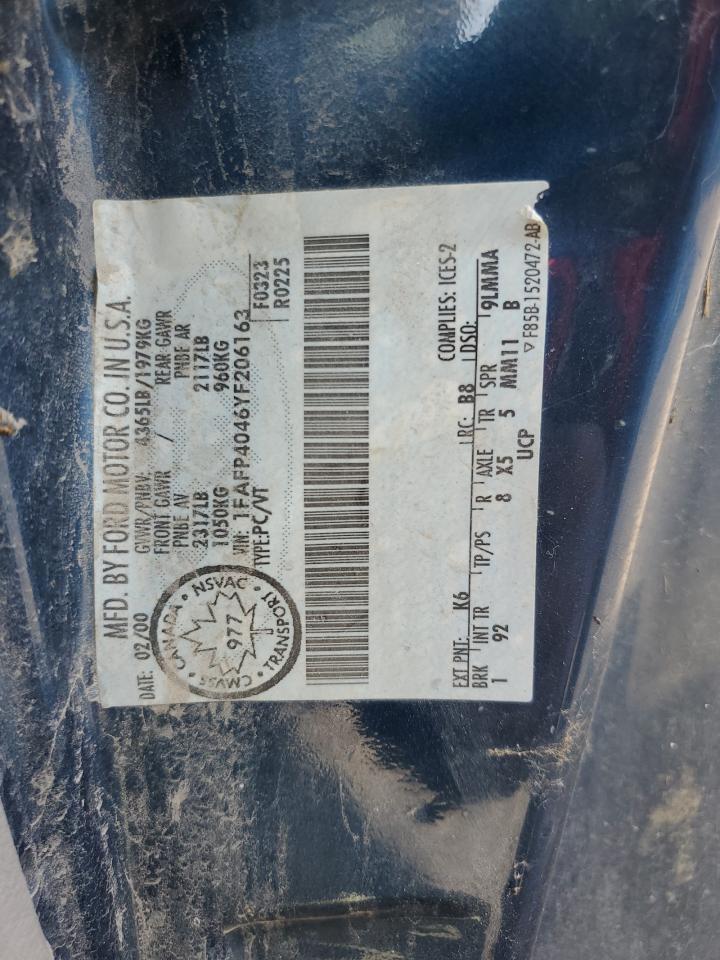 MFD. BY FORD MOTOR CO. IN U.S.A.
DATE: 02/00 GVWR/PNBV: 4365LB/1979KG
FRONT GAWR / REAR GAWR
PNBE AV PNBE AR
2317LB 2117LB
1050KG 960KG
VIN: 1FAFP4046YF206163
TYPE:PC/VT F0323
R0225
CANADA • NSVAC • TRANSPORT • CMVSS •
977
COMPLIES: ICES-2
EXT PNT: K6 RC: B8 DSO:
BRK INT TR TP/PS R AXLE TR SPR 9LMMA
1 92 8 X5 5 MM11 B
UCP
▽ F85B-1520472-AB